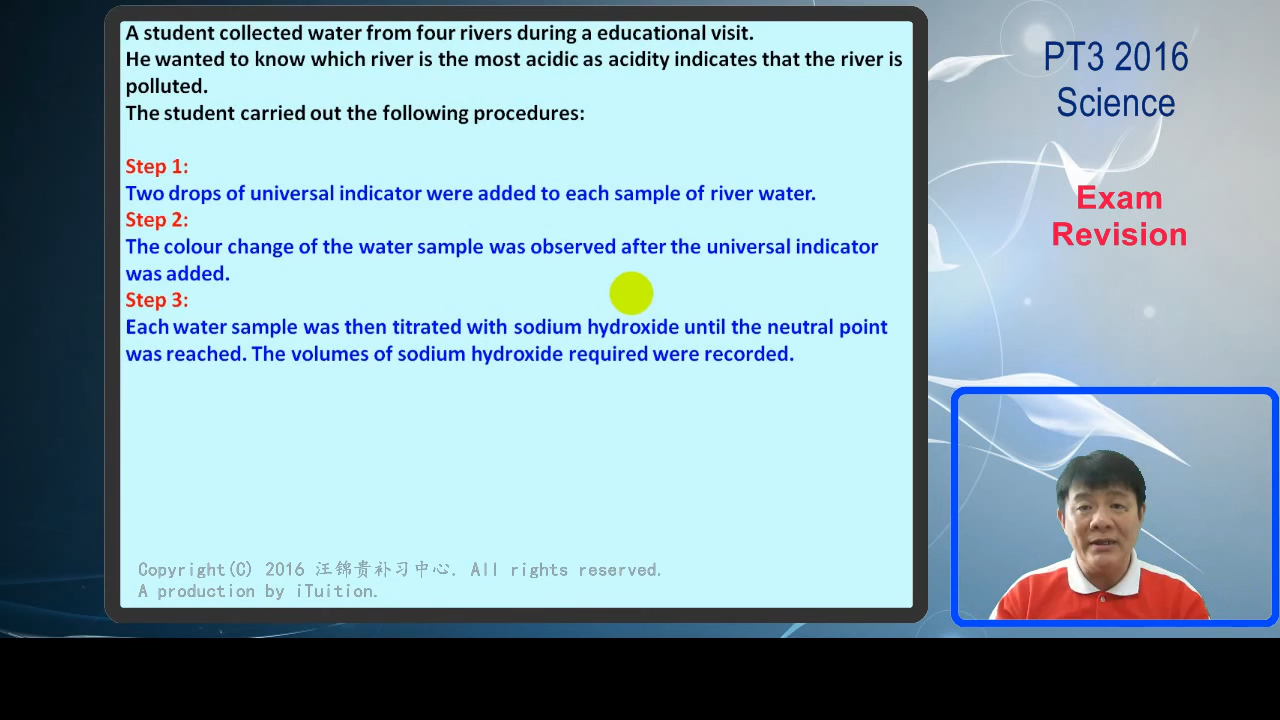 A student collected water from four rivers during a educational visit.
He wanted to know which river is the most acidic as acidity indicates that the river is
polluted.
The student carried out the following procedures:
Step 1:
Two drops of universal indicator were added to each sample of river water.
Step 2:
The colour change of the water sample was observed after the universal indicator
was added.
Step 3:
Each water sample was then titrated with sodium hydroxide until the neutral point
was reached. The volumes of sodium hydroxide required were recorded.
Copyright(C) 2016 汪锦贵补习中心. All rights reserved.
A production by iTuition.
PT3 2016
Science
Exam
Revision